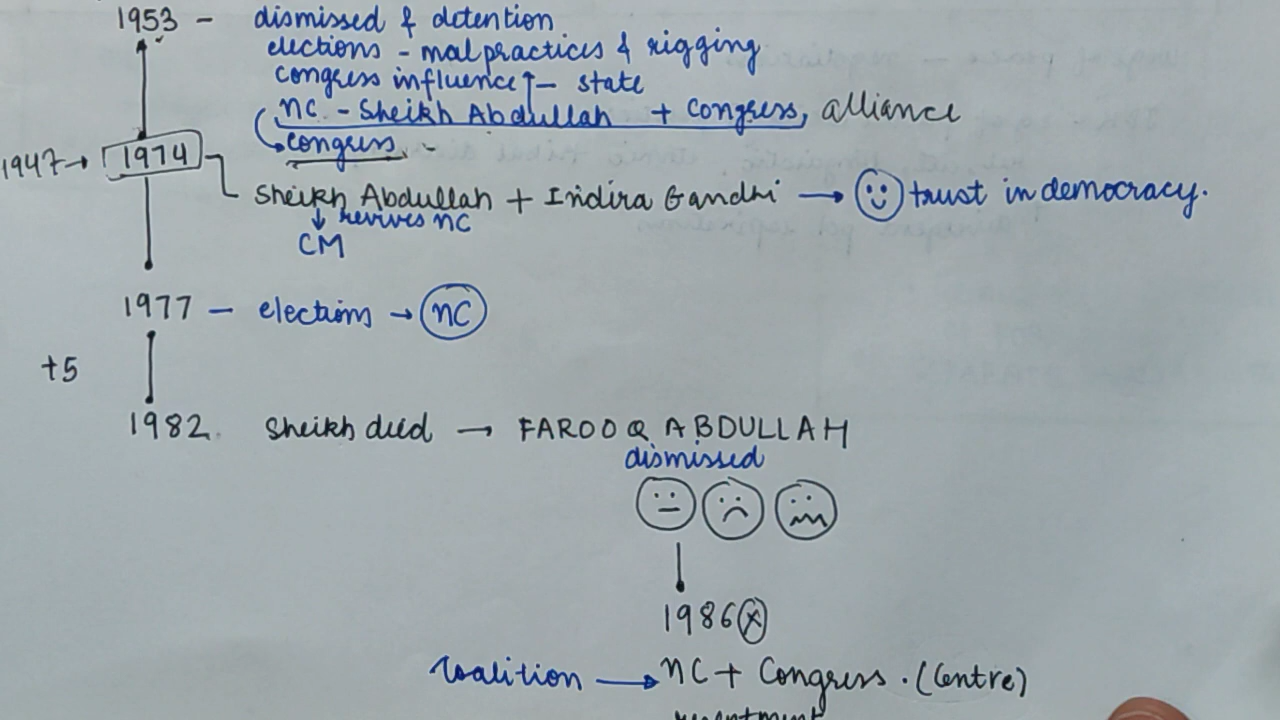 1953 - dismissed & detention
elections - malpractices & rigging
congress influence ↑ - state
NC - Sheikh Abdullah + Congress, alliance
congress
1947 → 1974
Sheikh Abdullah + Indira Gandhi → trust in democracy.
↓ revives NC
CM
1977 - elections → NC
+5
1982 Sheikh died → FAROOQ ABDULLAH
dismissed
1986
Coalition → NC + Congress. (Centre)
resentment